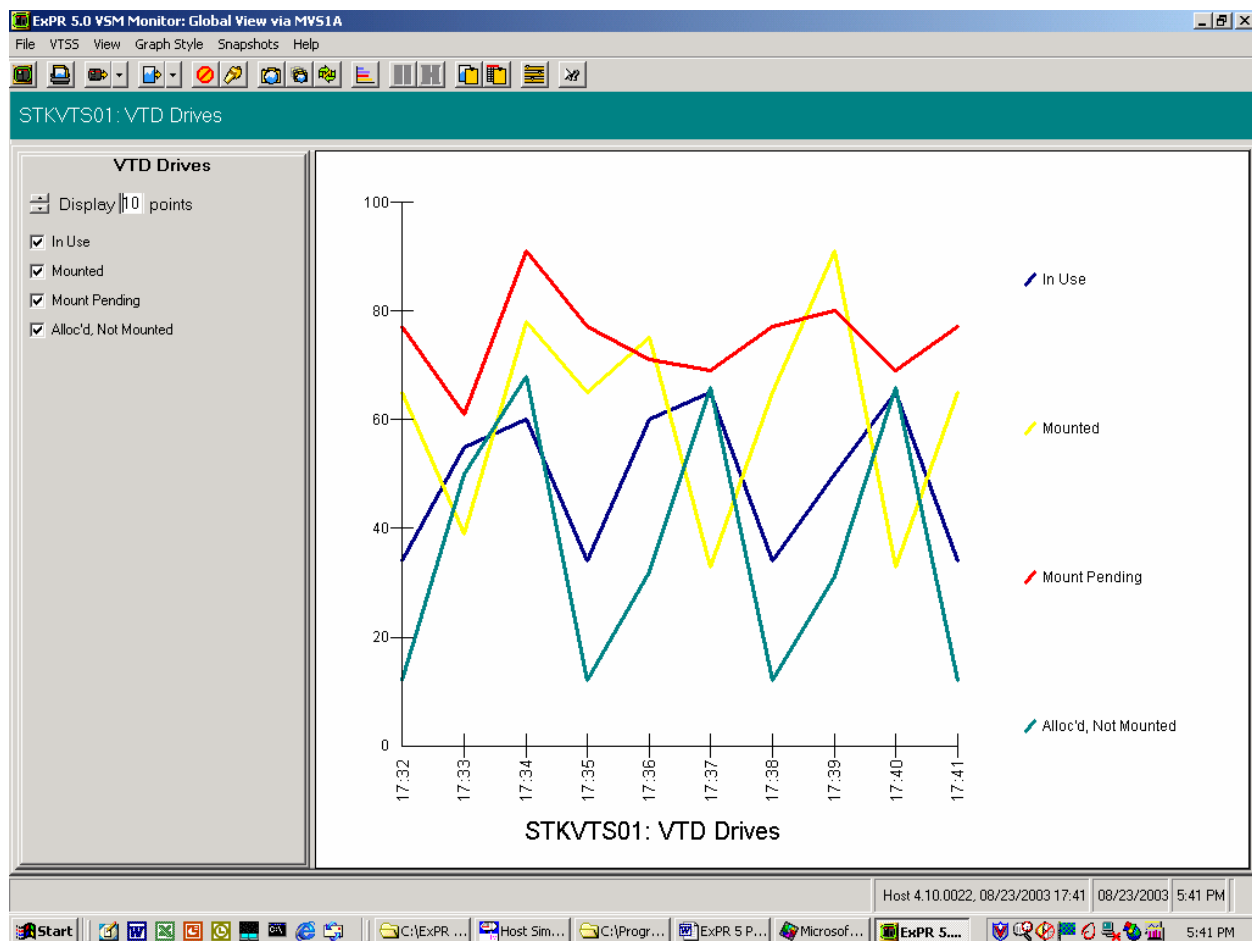 ExPR 5.0 VSM Monitor: Global View via MVS1A
File VTSS View Graph Style Snapshots Help
STKVTS01: VTD Drives
VTD Drives
Display 10 points
In Use
Mounted
Mount Pending
Alloc'd, Not Mounted
100
80
60
40
20
0
17:32
17:33
17:34
17:35
17:36
17:37
17:38
17:39
17:40
17:41
STKVTS01: VTD Drives
In Use
Mounted
Mount Pending
Alloc'd, Not Mounted
Host 4.10.0022, 08/23/2003 17:41 08/23/2003 5:41 PM
Start C:\ExPR ... Host Sim... C:\Progr... ExPR 5 P... Microsof... ExPR 5.... 5:41 PM